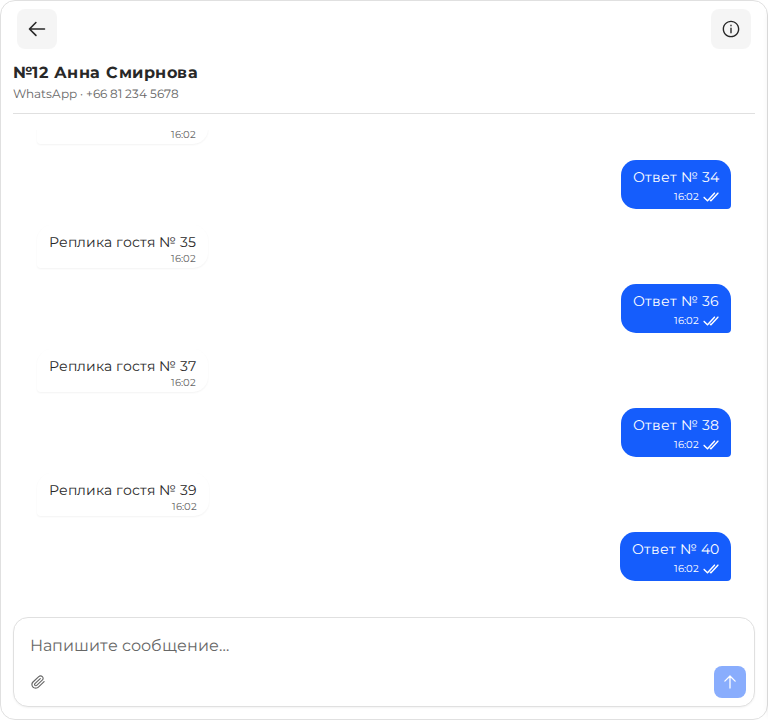 №12 Анна Смирнова
WhatsApp · +66 81 234 5678
16:02
Ответ № 34
16:02
Реплика гостя № 35
16:02
Ответ № 36
16:02
Реплика гостя № 37
16:02
Ответ № 38
16:02
Реплика гостя № 39
16:02
Ответ № 40
16:02
Напишите сообщение...